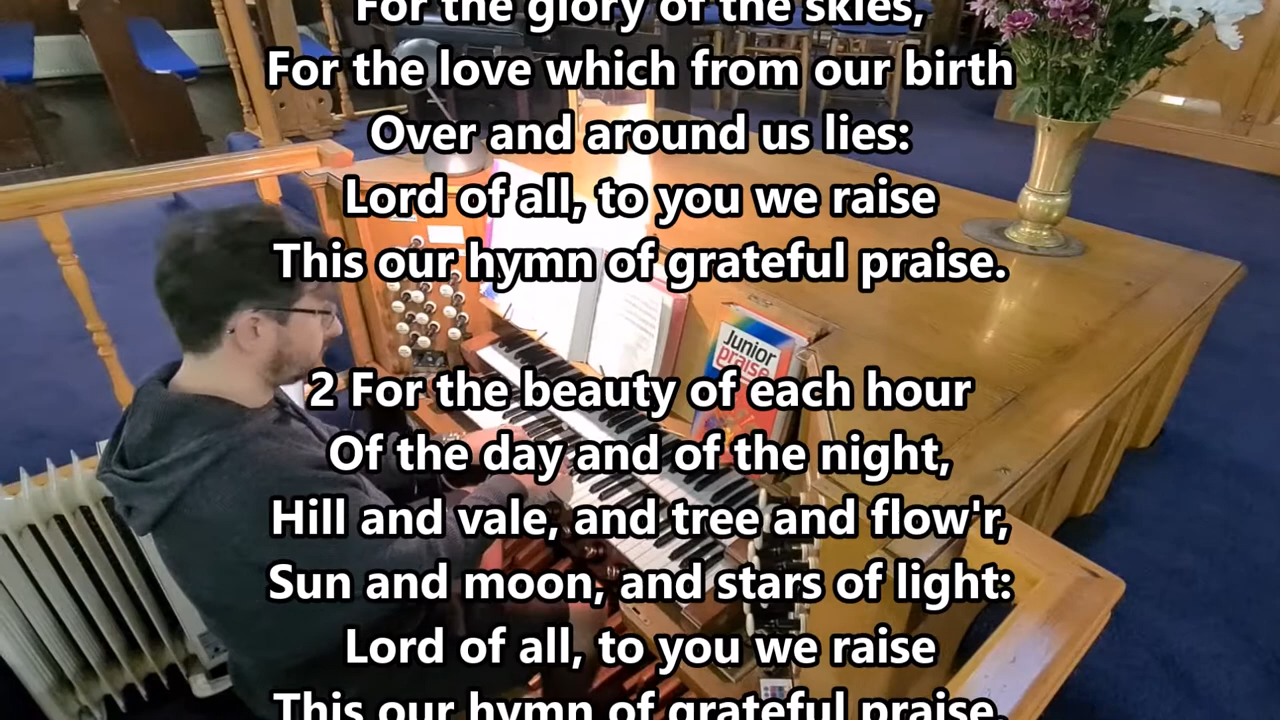 For the glory of the skies,
For the love which from our birth
Over and around us lies:
Lord of all, to you we raise
This our hymn of grateful praise.
2 For the beauty of each hour
Of the day and of the night,
Hill and vale, and tree and flow'r,
Sun and moon, and stars of light:
Lord of all, to you we raise
This our hymn of grateful praise.
Junior
praise